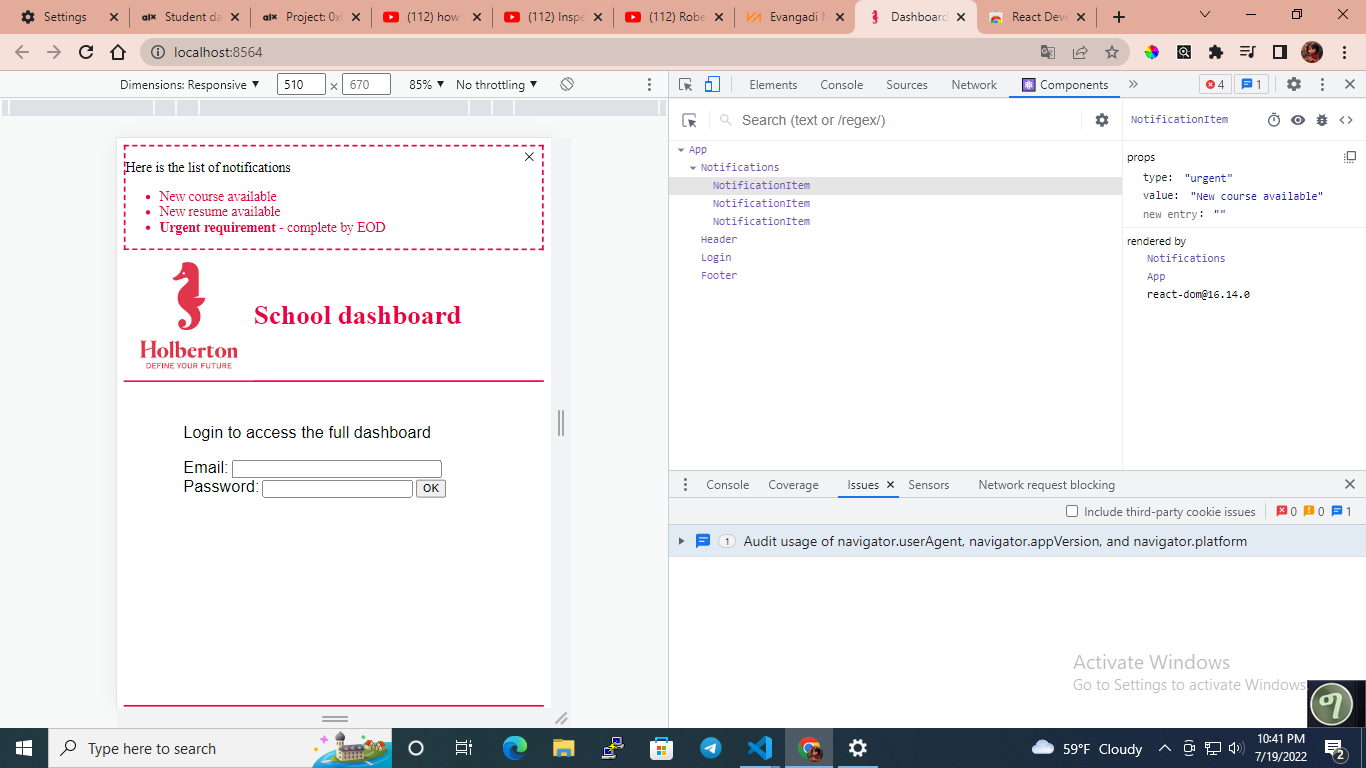 Settings
Student da
Project: 0x
(112) how
(112) Inspe
(112) Robe
Evangadi
Dashboard
React Deve
localhost:8564
Dimensions: Responsive ▼ 510 × 670 85% ▼ No throttling ▼
Elements Console Sources Network Components » 4 1
Search (text or /regex/)
NotificationItem
App
Notifications
NotificationItem
NotificationItem
NotificationItem
Header
Login
Footer
props
type: "urgent"
value: "New course available"
new entry: ""
rendered by
Notifications
App
react-dom@16.14.0
Here is the list of notifications
• New course available
• New resume available
• Urgent requirement - complete by EOD
Holberton
DEFINE YOUR FUTURE
School dashboard
Login to access the full dashboard
Email:
Password: OK
Console Coverage Issues Sensors Network request blocking
Include third-party cookie issues 0 0 1
1 Audit usage of navigator.userAgent, navigator.appVersion, and navigator.platform
Activate Windows
Go to Settings to activate Windows
Type here to search
59°F Cloudy
10:41 PM
7/19/2022
2